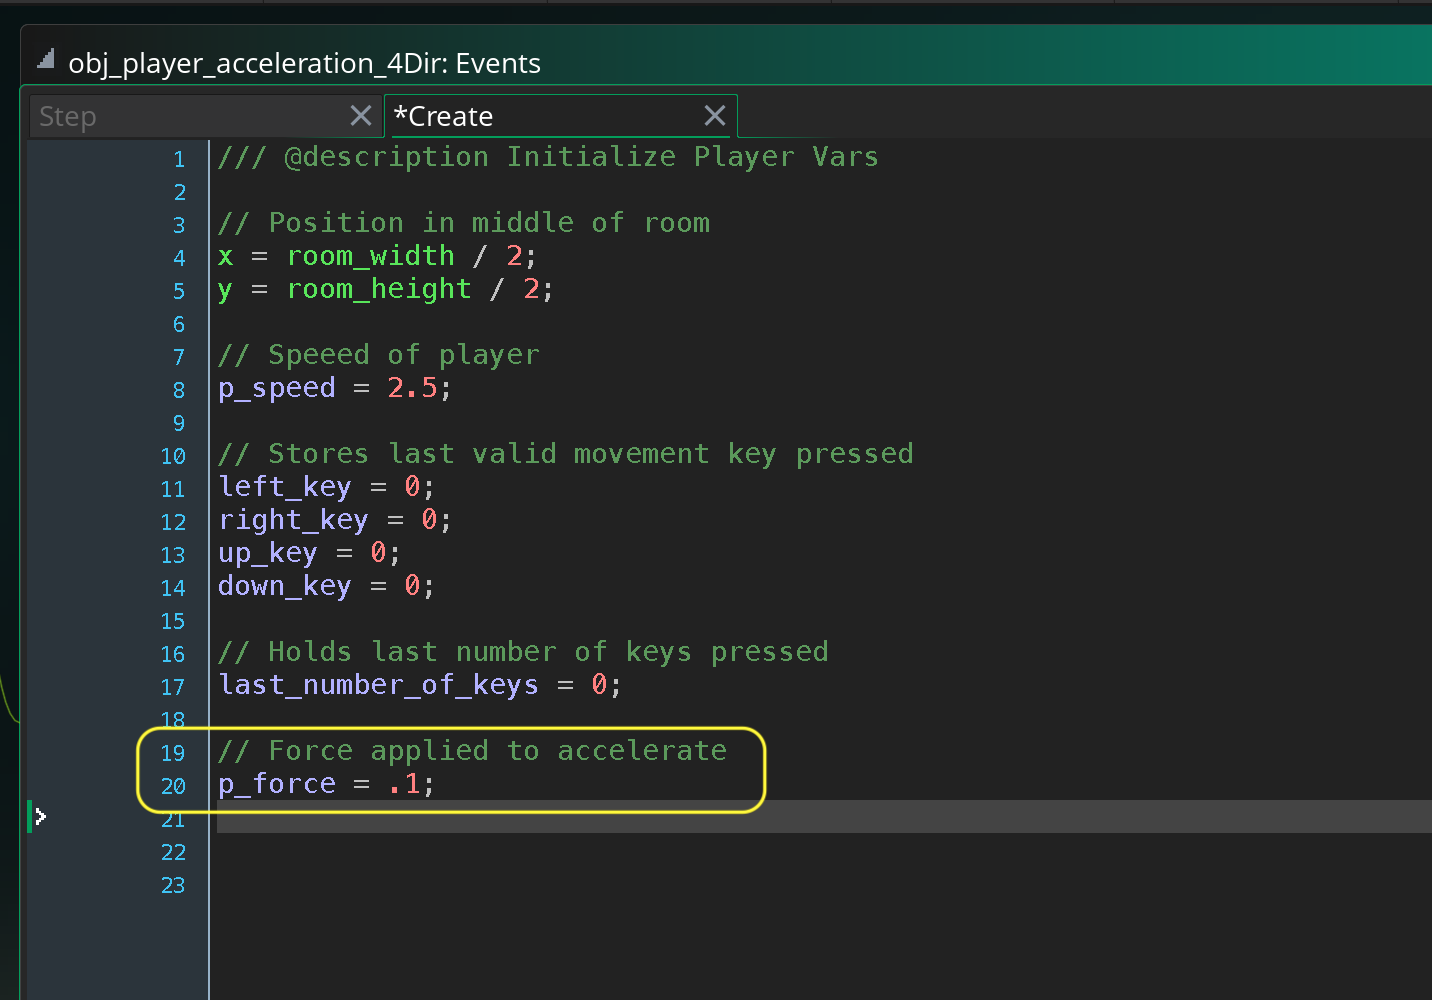 obj_player_acceleration_4Dir: Events
Step *Create
1 /// @description Initialize Player Vars
2
3 // Position in middle of room
4 x = room_width / 2;
5 y = room_height / 2;
6
7 // Speeed of player
8 p_speed = 2.5;
9
10 // Stores last valid movement key pressed
11 left_key = 0;
12 right_key = 0;
13 up_key = 0;
14 down_key = 0;
15
16 // Holds last number of keys pressed
17 last_number_of_keys = 0;
18
19 // Force applied to accelerate
20 p_force = .1;
21
22
23